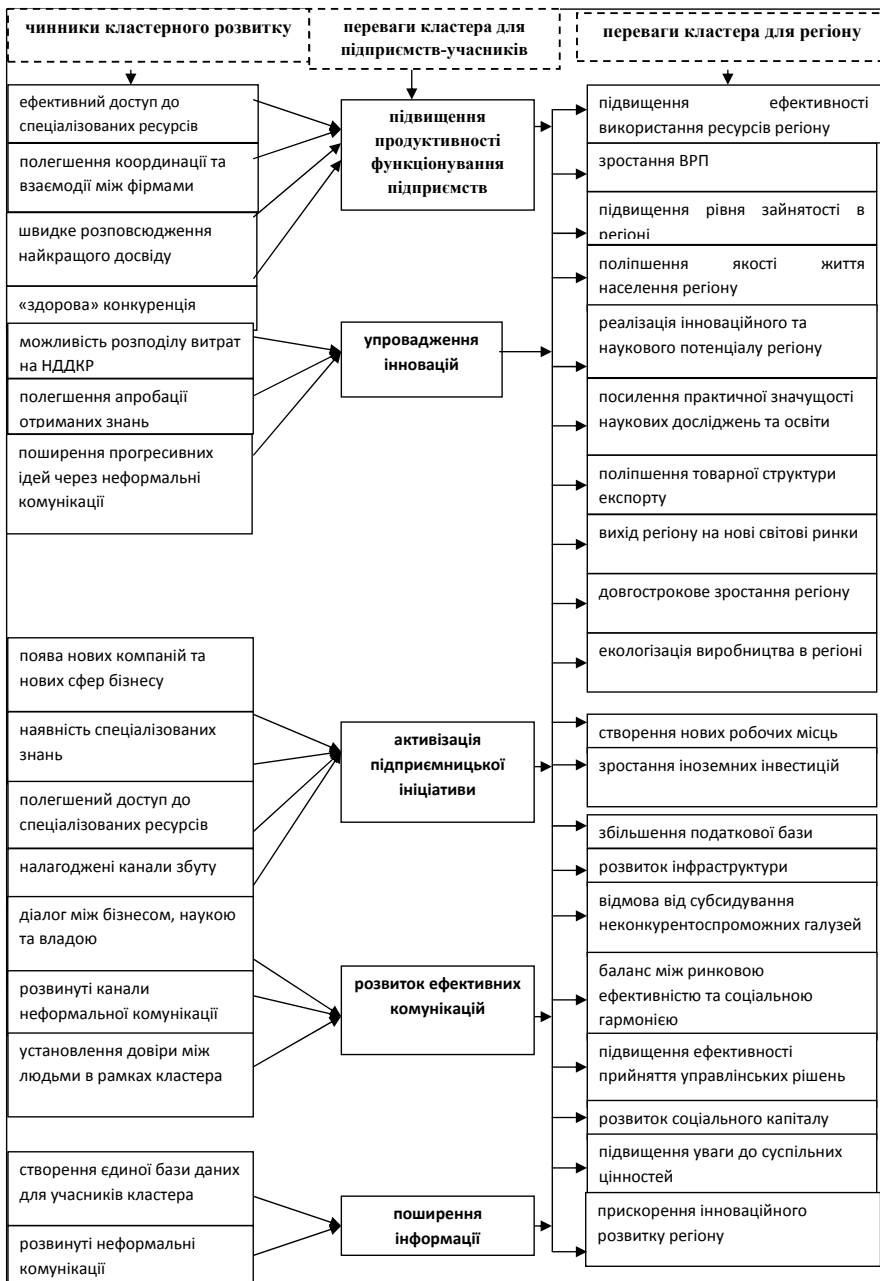 чинники кластерного розвитку
переваги кластера для
підприємств-учасників
переваги кластера для регіону
ефективний доступ до
спеціалізованих ресурсів
полегшення координації та
взаємодії між фірмами
швидке розповсюдження
найкращого досвіду
«здорова» конкуренція
можливість розподілу витрат
на НДДКР
полегшення апробації
отриманих знань
поширення прогресивних
ідей через неформальні
комунікації
поява нових компаній та
нових сфер бізнесу
наявність спеціалізованих
знань
полегшений доступ до
спеціалізованих ресурсів
налагоджені канали збуту
діалог між бізнесом, наукою
та владою
розвинуті канали
неформальної комунікації
установлення довіри між
людьми в рамках кластера
створення єдиної бази даних
для учасників кластера
розвинуті неформальні
комунікації
підвищення
продуктивності
функціонування
підприємств
упровадження
інновацій
активізація
підприємницької
ініціативи
розвиток ефективних
комунікацій
поширення
інформації
підвищення ефективності
використання ресурсів регіону
зростання ВРП
підвищення рівня зайнятості в
регіоні
поліпшення якості життя
населення регіону
реалізація інноваційного та
наукового потенціалу регіону
посилення практичної значущості
наукових досліджень та освіти
поліпшення товарної структури
експорту
вихід регіону на нові світові ринки
довгострокове зростання регіону
екологізація виробництва в регіоні
створення нових робочих місць
зростання іноземних інвестицій
збільшення податкової бази
розвиток інфраструктури
відмова від субсидування
неконкурентоспроможних галузей
баланс між ринковою
ефективністю та соціальною
гармонією
підвищення ефективності
прийняття управлінських рішень
розвиток соціального капіталу
підвищення уваги до суспільних
цінностей
прискорення інноваційного
розвитку регіону